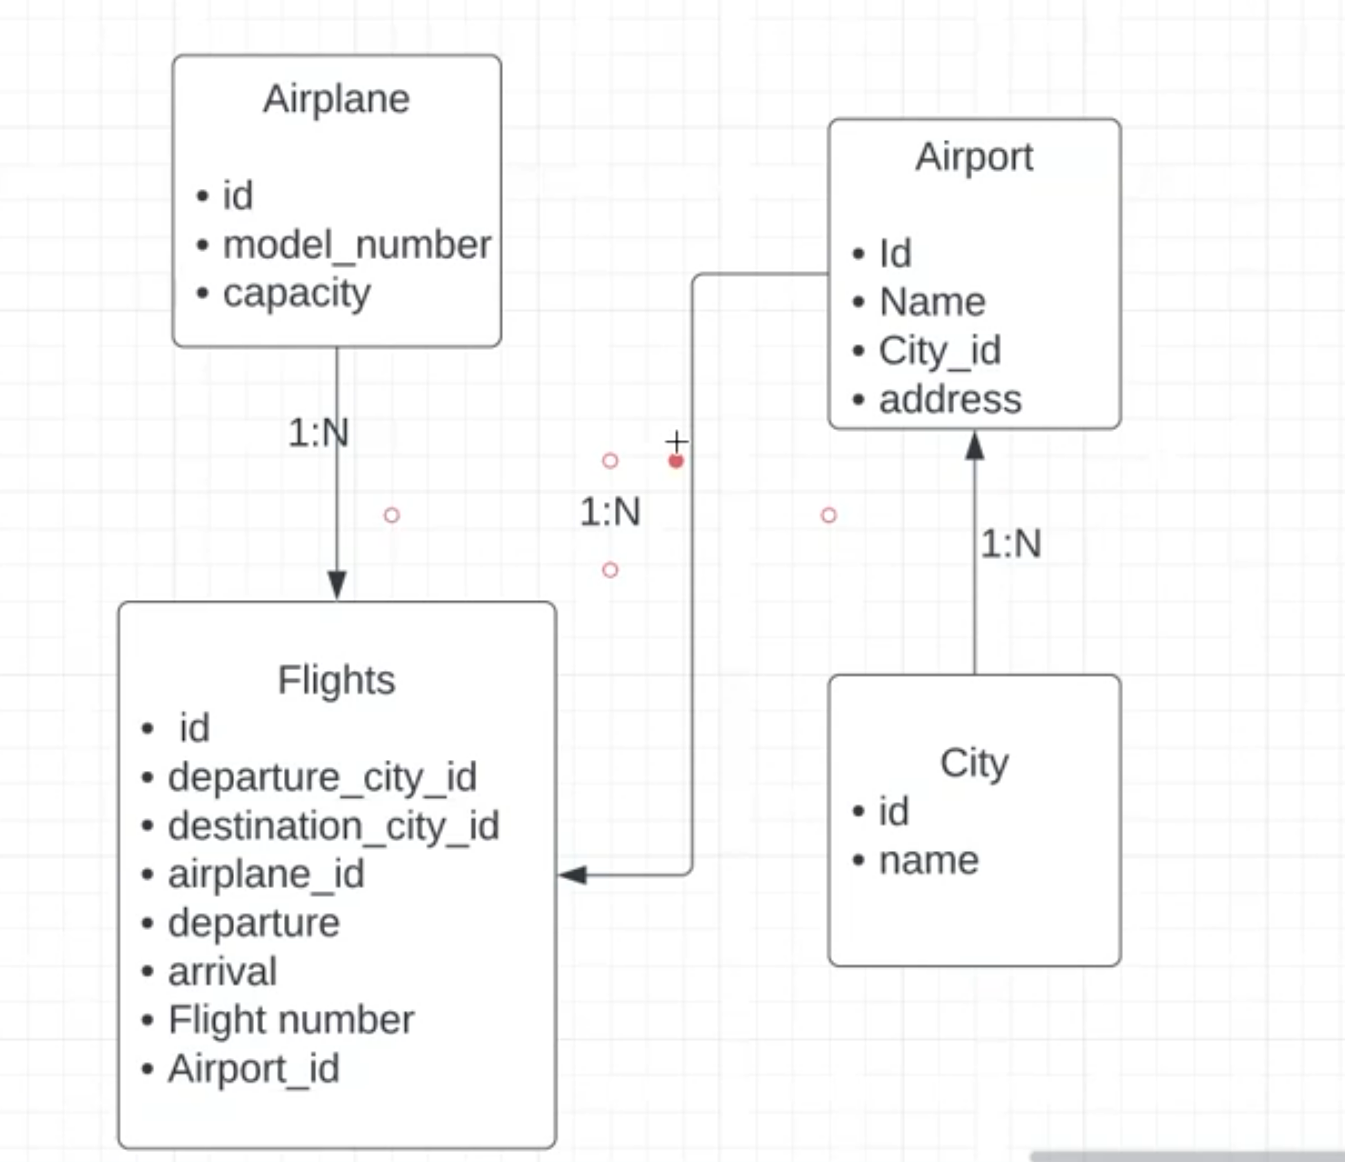 Airplane
• id
• model_number
• capacity
1:N
Airport
• Id
• Name
• City_id
• address
1:N
1:N
Flights
• id
• departure_city_id
• destination_city_id
• airplane_id
• departure
• arrival
• Flight number
• Airport_id
City
• id
• name